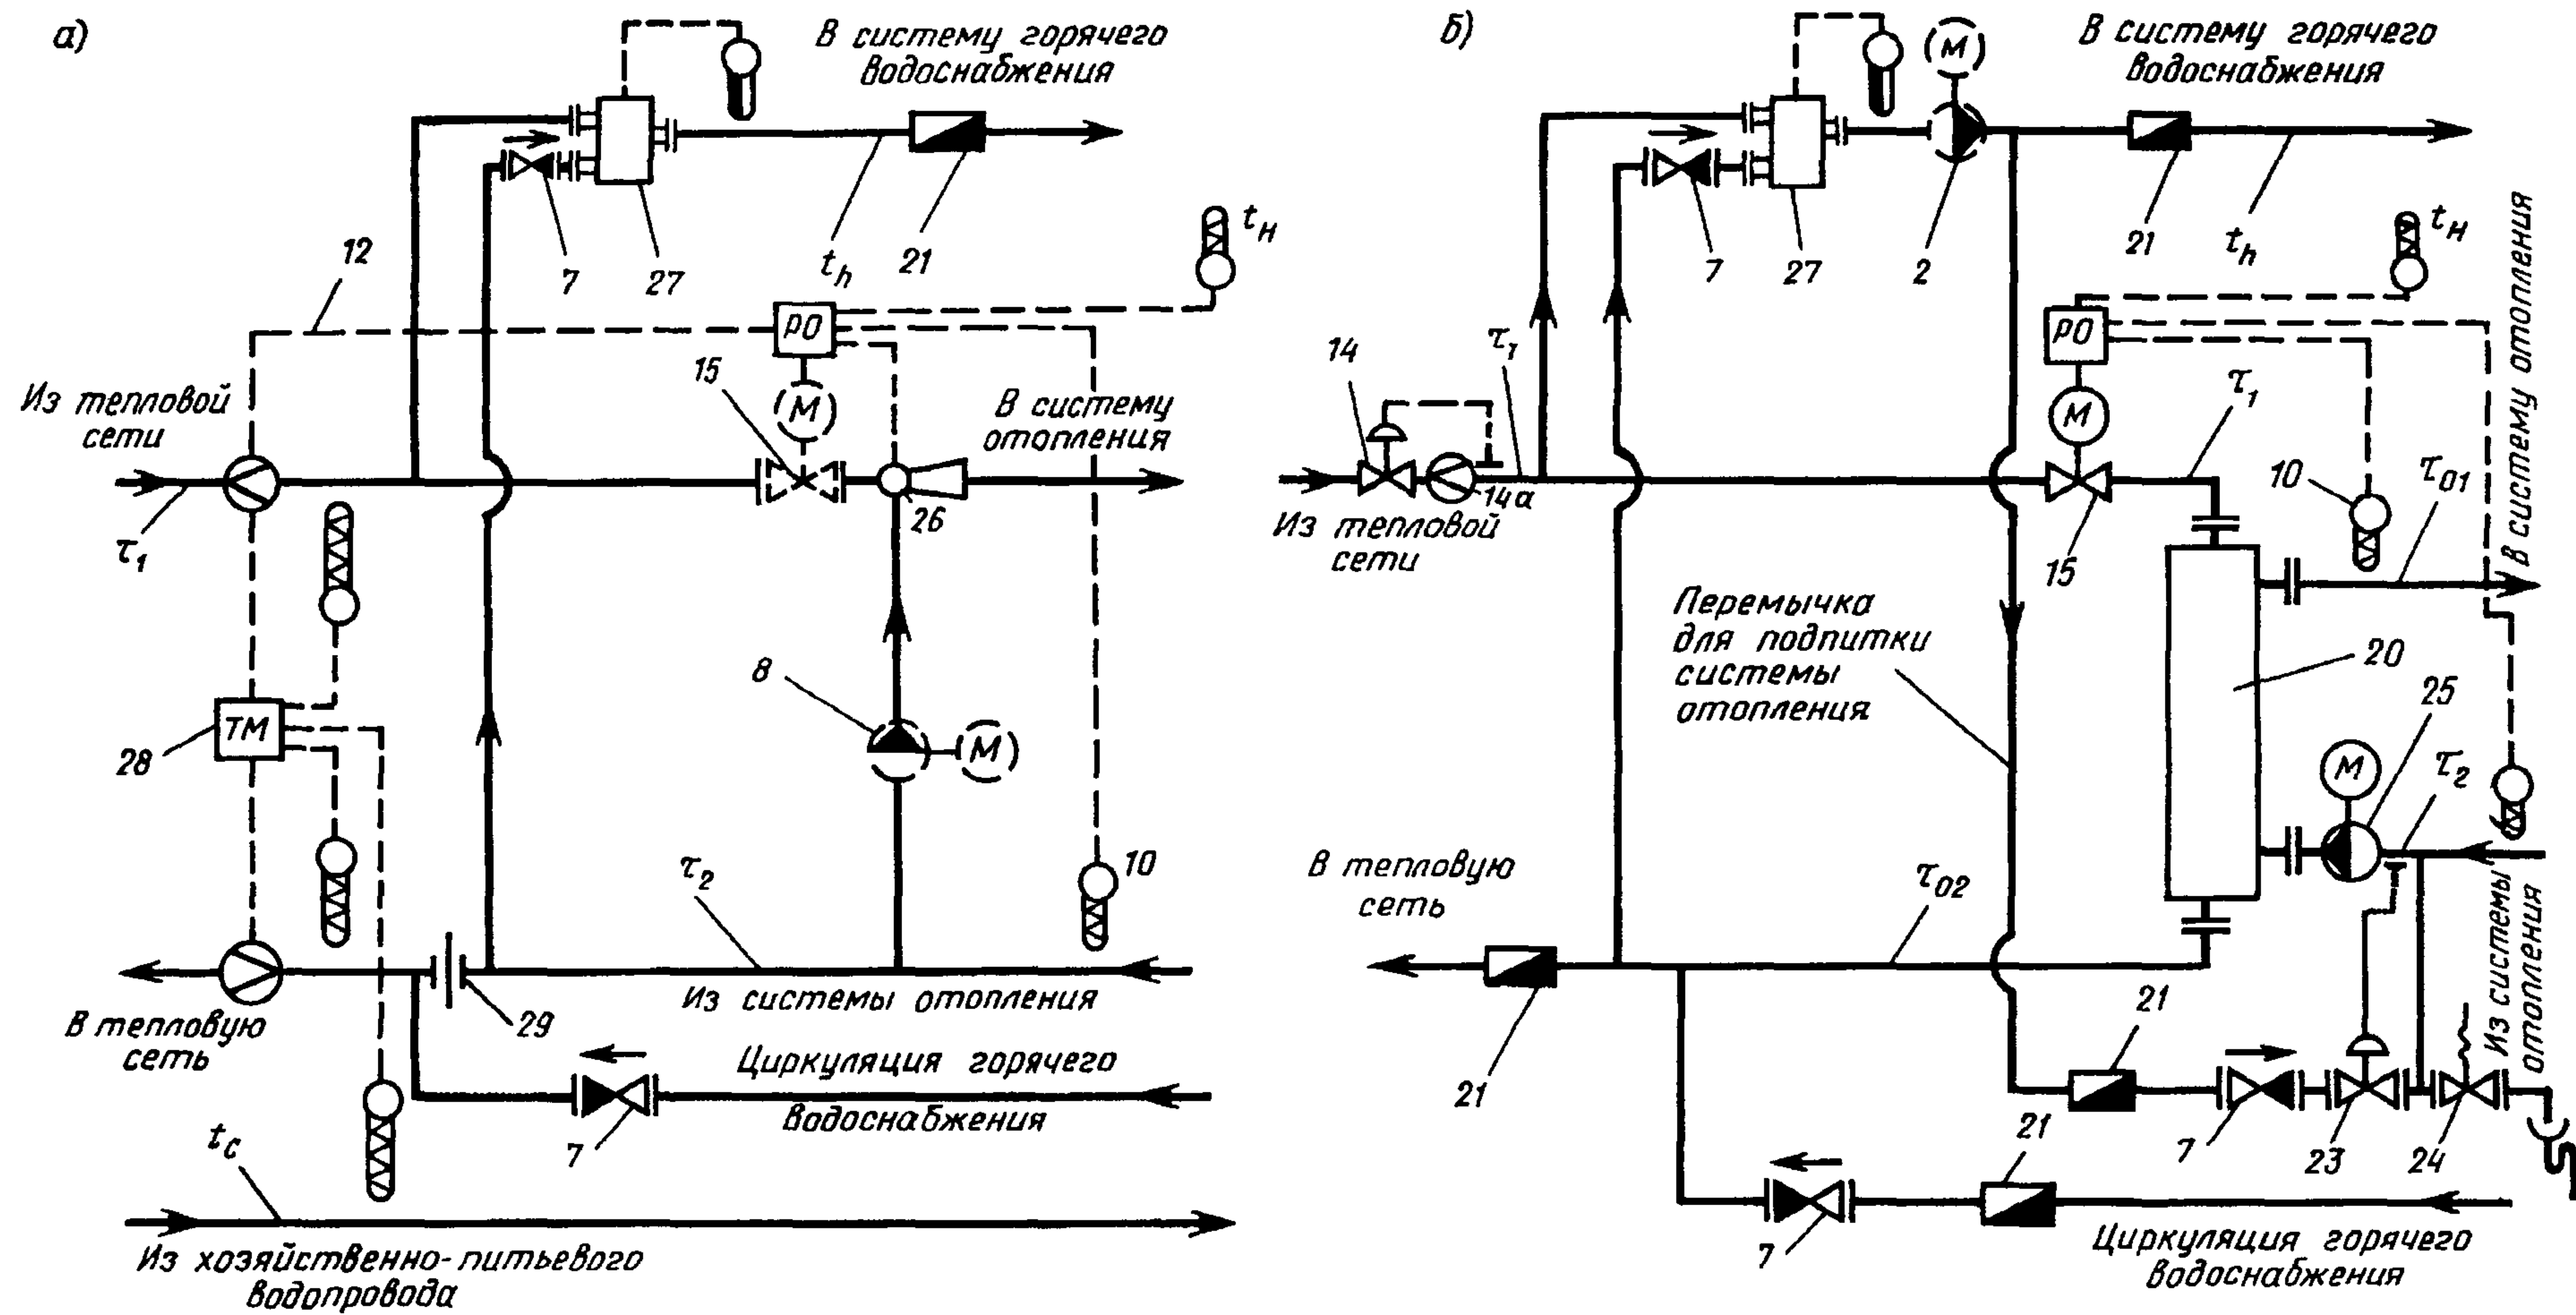 а)
В систему горячего
водоснабжения
7
27
t_h
21
t_н
12
РО
15
М
В систему
отопления
Из тепловой
сети
τ_1
26
8
М
28
ТМ
10
τ_2
Из системы отопления
29
В тепловую
сеть
Циркуляция горячего
водоснабжения
7
t_c
Из хозяйственно-питьевого
водопровода
б)
М
В систему горячего
водоснабжения
7
27
2
21
t_h
t_н
РО
14
τ_1
М
τ_1
В систему отопления
14а
Из тепловой
сети
15
10
τ_01
Перемычка
для подпитки
системы
отопления
20
25
М
τ_2
В тепловую
сеть
τ_02
Из системы
отопления
21
21
7
23
24
21
7
Циркуляция горячего
водоснабжения